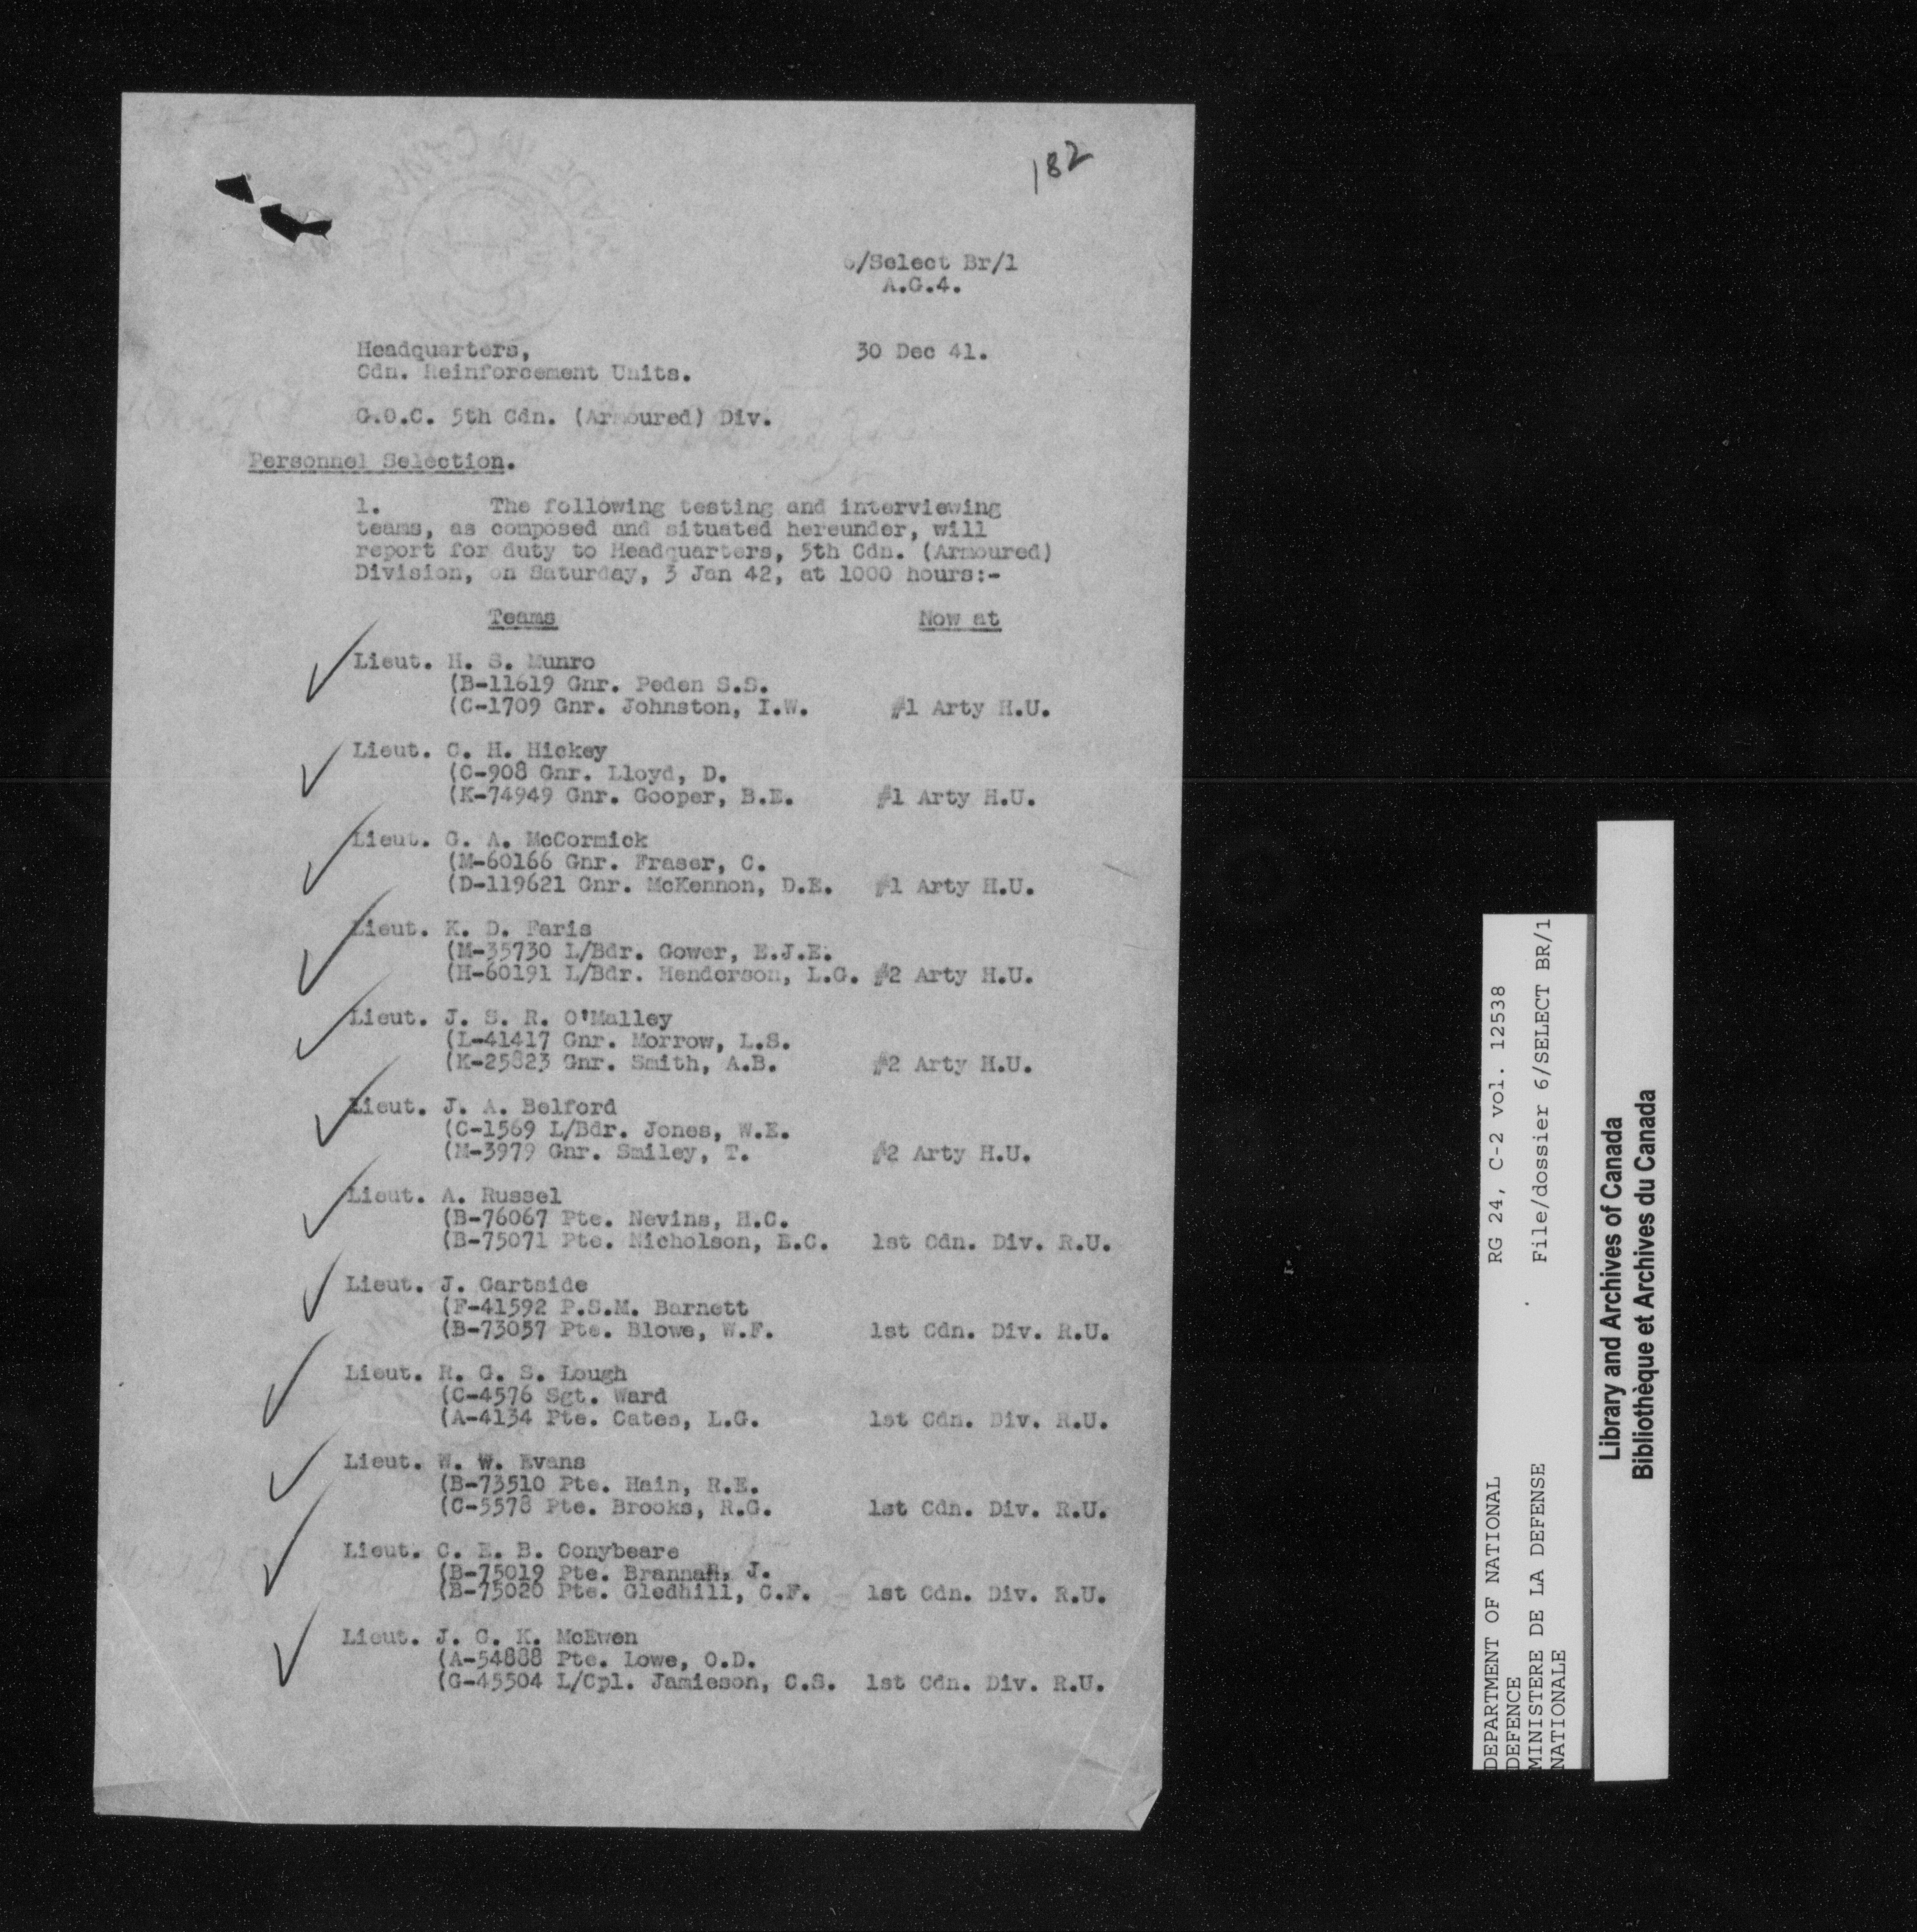 182
6/Select Br/1
A.G.4.
Headquarters, 30 Dec 41.
Cdn. Reinforcement Units.
G.O.C. 5th Cdn. (Armoured) Div.
Personnel Selection.
1. The following testing and interviewing
teams, as composed and situated hereunder, will
report for duty to Headquarters, 5th Cdn. (Armoured)
Division, on Saturday, 3 Jan 42, at 1000 hours:-
Teams Now at
Lieut. H. S. Munro
(B-11619 Gnr. Peden S.S.
(C-1709 Gnr. Johnston, I.W. #1 Arty H.U.
Lieut. C. H. Hickey
(C-908 Gnr. Lloyd, D.
(K-74949 Gnr. Cooper, B.E. #1 Arty H.U.
Lieut. G. A. McCormick
(M-60166 Gnr. Fraser, C.
(D-119621 Gnr. McKennon, D.E. #1 Arty H.U.
Lieut. K. D. Faris
(M-35730 L/Bdr. Gower, E.J.E.
(H-60191 L/Bdr. Henderson, L.G. #2 Arty H.U.
Lieut. J. S. R. O'Malley
(L-41417 Gnr. Morrow, L.S.
(K-25823 Gnr. Smith, A.B. #2 Arty H.U.
Lieut. J. A. Belford
(C-1569 L/Bdr. Jones, W.E.
(M-3979 Gnr. Smiley, T. #2 Arty H.U.
Lieut. A. Russel
(B-76067 Pte. Nevins, H.C.
(B-75071 Pte. Nicholson, E.C. 1st Cdn. Div. R.U.
Lieut. J. Gartside
(F-41592 P.S.M. Barnett
(B-73057 Pte. Blowe, W.F. 1st Cdn. Div. R.U.
Lieut. R. G. S. Lough
(C-4576 Sgt. Ward
(A-4134 Pte. Cates, L.G. 1st Cdn. Div. R.U.
Lieut. W. W. Evans
(B-73510 Pte. Hain, R.E.
(C-5578 Pte. Brooks, R.G. 1st Cdn. Div. R.U.
Lieut. C. E. B. Conybeare
(B-75019 Pte. Brannan, J.
(B-75020 Pte. Gledhill, C.F. 1st Cdn. Div. R.U.
Lieut. J. C. K. McEwen
(A-54888 Pte. Lowe, O.D.
(G-45504 L/Cpl. Jamieson, C.S. 1st Cdn. Div. R.U.
DEPARTMENT OF NATIONAL RG 24, C-2 vol. 12538
DEFENCE
MINISTERE DE LA DEFENSE File/dossier 6/SELECT BR/1
NATIONALE
Library and Archives of Canada
Bibliothèque et Archives du Canada